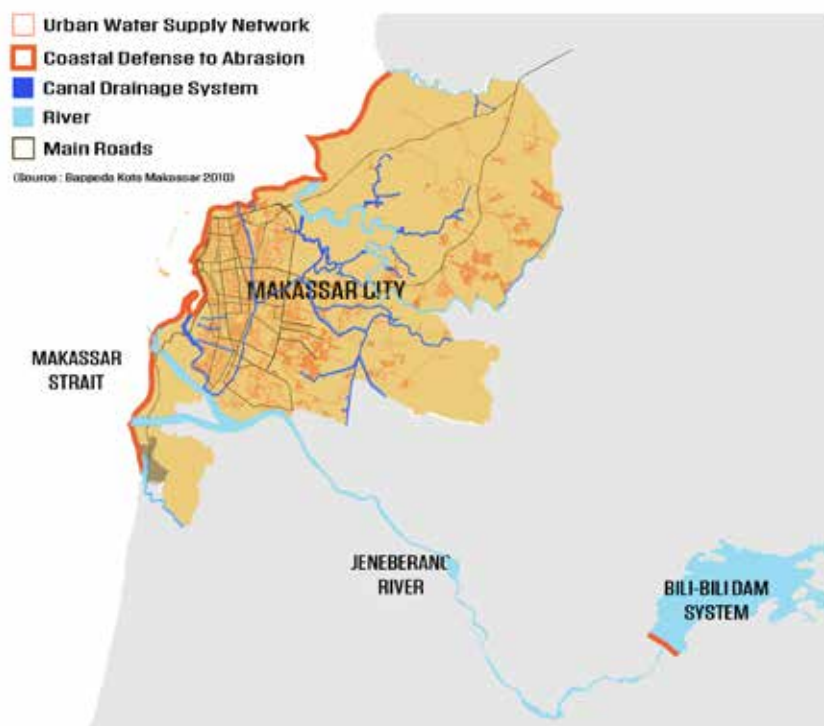 Urban Water Supply Network
Coastal Defense to Abrasion
Canal Drainage System
River
Main Roads
(Source : Bappeda Kota Makassar 2010)
MAKASSAR CITY
MAKASSAR
STRAIT
JENEBERANG
RIVER
BILI-BILI DAM
SYSTEM